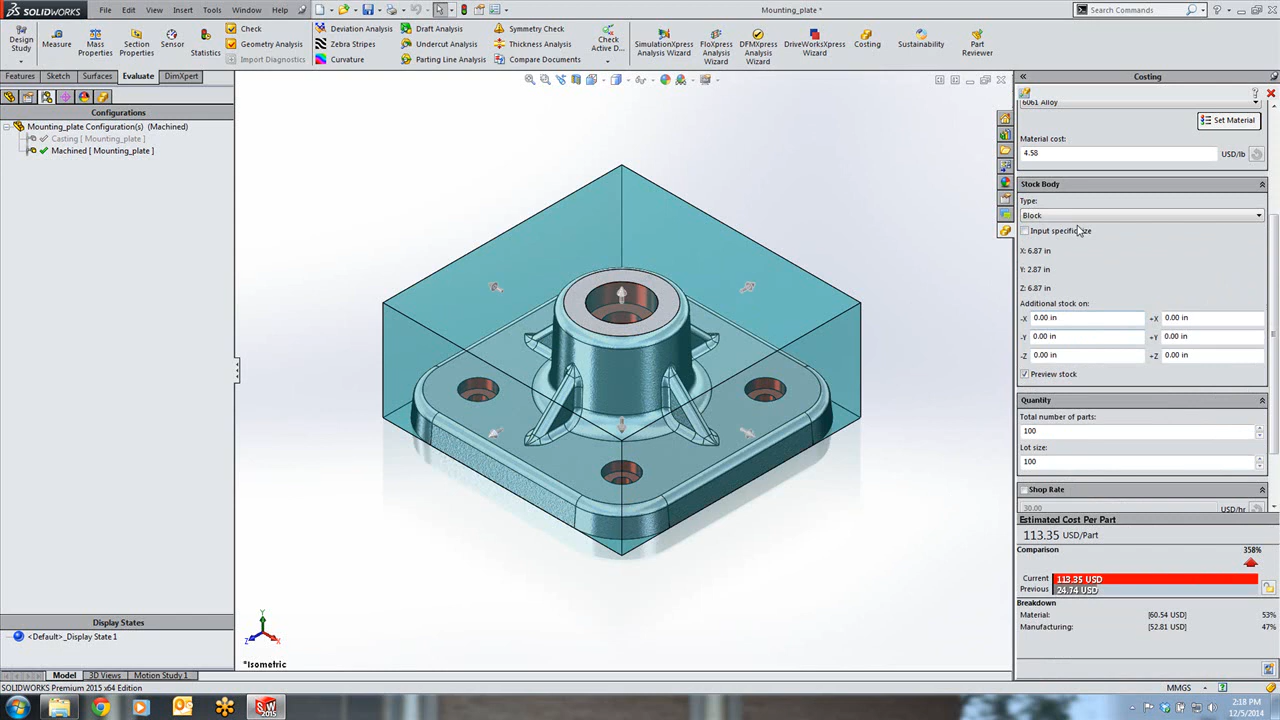 SOLIDWORKS File Edit View Insert Tools Window Help Mounting_plate * Search Commands
Design Study
Measure
Mass Properties
Section Properties
Sensor
Statistics
Check
Geometry Analysis
Import Diagnostics
Deviation Analysis
Zebra Stripes
Curvature
Draft Analysis
Undercut Analysis
Parting Line Analysis
Symmetry Check
Thickness Analysis
Compare Documents
Check Active D...
SimulationXpress Analysis Wizard
FloXpress Analysis Wizard
DFMXpress Analysis Wizard
DriveWorksXpress Wizard
Costing
Sustainability
Part Reviewer
Features Sketch Surfaces Evaluate DimXpert
Configurations
Mounting_plate Configuration(s) (Machined)
Casting [ Mounting_plate ]
Machined [ Mounting_plate ]
Display States
<Default>_Display State 1
Y
Z
X
*Isometric
Costing
6061 Alloy
Set Material
Material cost:
4.58 USD/lb
Stock Body
Type:
Block
Input specific size
X: 6.87 in
Y: 2.87 in
Z: 6.87 in
Additional stock on:
-X 0.00 in +X 0.00 in
-Y 0.00 in +Y 0.00 in
-Z 0.00 in +Z 0.00 in
Preview stock
Quantity
Total number of parts:
100
Lot size:
100
Shop Rate
30.00 USD/hr
Estimated Cost Per Part
113.35 USD/Part
Comparison 358%
Current 113.35 USD
Previous 24.74 USD
Breakdown
Material: [60.54 USD] 53%
Manufacturing: [52.81 USD] 47%
Model 3D Views Motion Study 1
SOLIDWORKS Premium 2015 x64 Edition MMGS
SW 2015
2:18 PM
12/5/2014